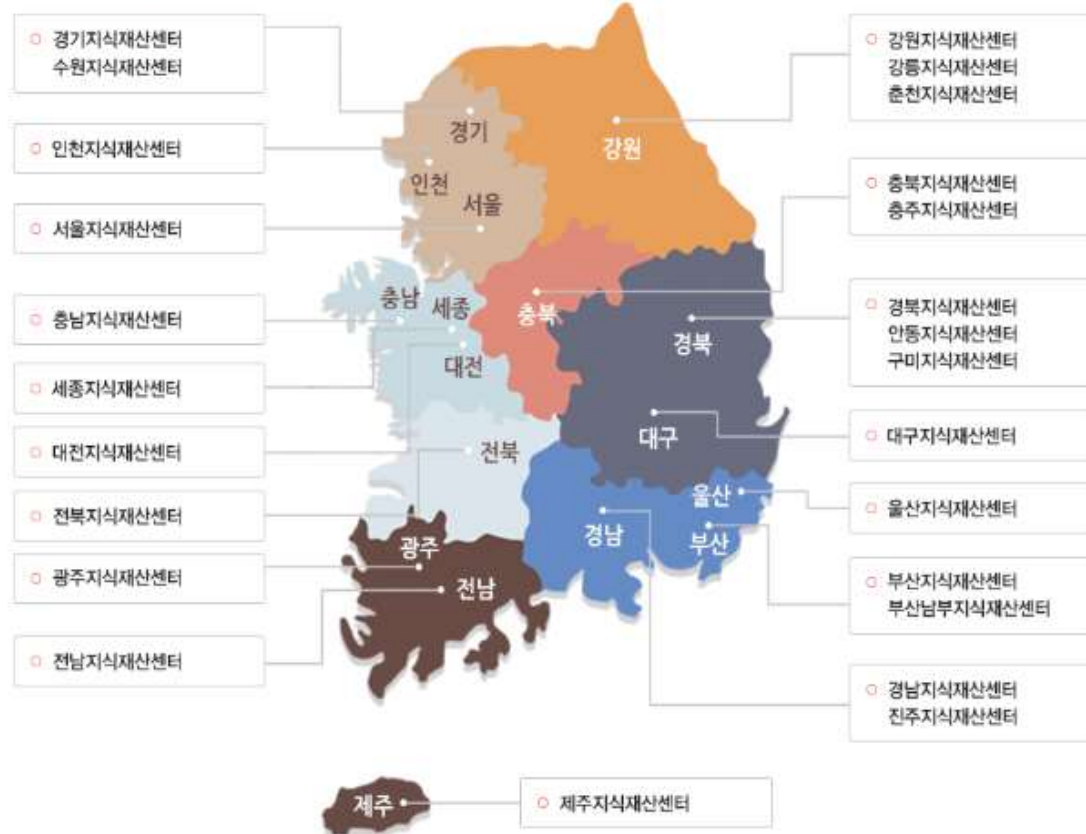 경기지식재산센터
수원지식재산센터
인천지식재산센터
서울지식재산센터
충남지식재산센터
세종지식재산센터
대전지식재산센터
전북지식재산센터
광주지식재산센터
전남지식재산센터
경기
인천
서울
강원
충남
세종
대전
충북
경북
대구
전북
울산
경남
부산
광주
전남
제주
강원지식재산센터
강릉지식재산센터
춘천지식재산센터
충북지식재산센터
충주지식재산센터
경북지식재산센터
안동지식재산센터
구미지식재산센터
대구지식재산센터
울산지식재산센터
부산지식재산센터
부산남부지식재산센터
경남지식재산센터
진주지식재산센터
제주지식재산센터